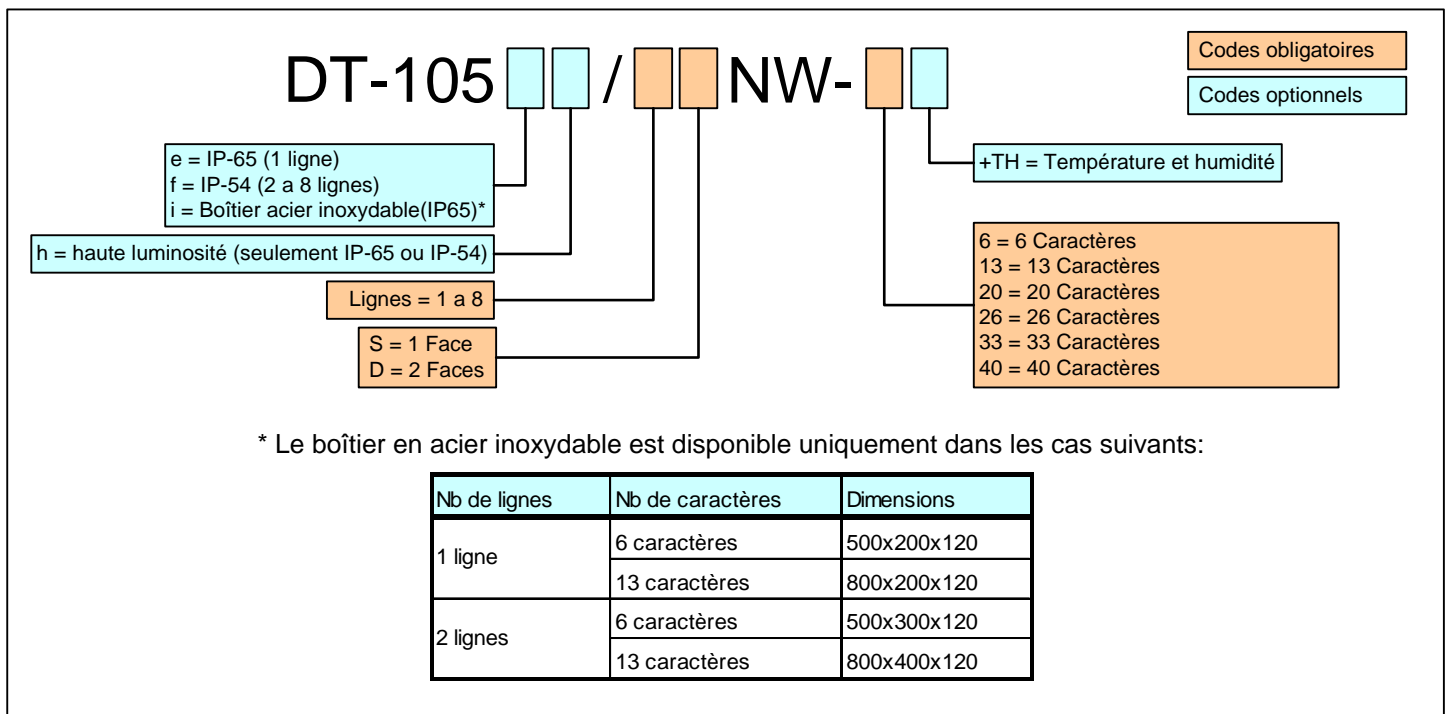 DT-105 / NW-
Codes obligatoires
Codes optionnels
e = IP-65 (1 ligne)
f = IP-54 (2 a 8 lignes)
i = Boîtier acier inoxydable(IP65)*
+TH = Température et humidité
h = haute luminosité (seulement IP-65 ou IP-54)
Lignes = 1 a 8
S = 1 Face
D = 2 Faces
6 = 6 Caractères
13 = 13 Caractères
20 = 20 Caractères
26 = 26 Caractères
33 = 33 Caractères
40 = 40 Caractères
* Le boîtier en acier inoxydable est disponible uniquement dans les cas suivants:
Nb de lignes Nb de caractères Dimensions
1 ligne
6 caractères 500x200x120
13 caractères 800x200x120
2 lignes
6 caractères 500x300x120
13 caractères 800x400x120